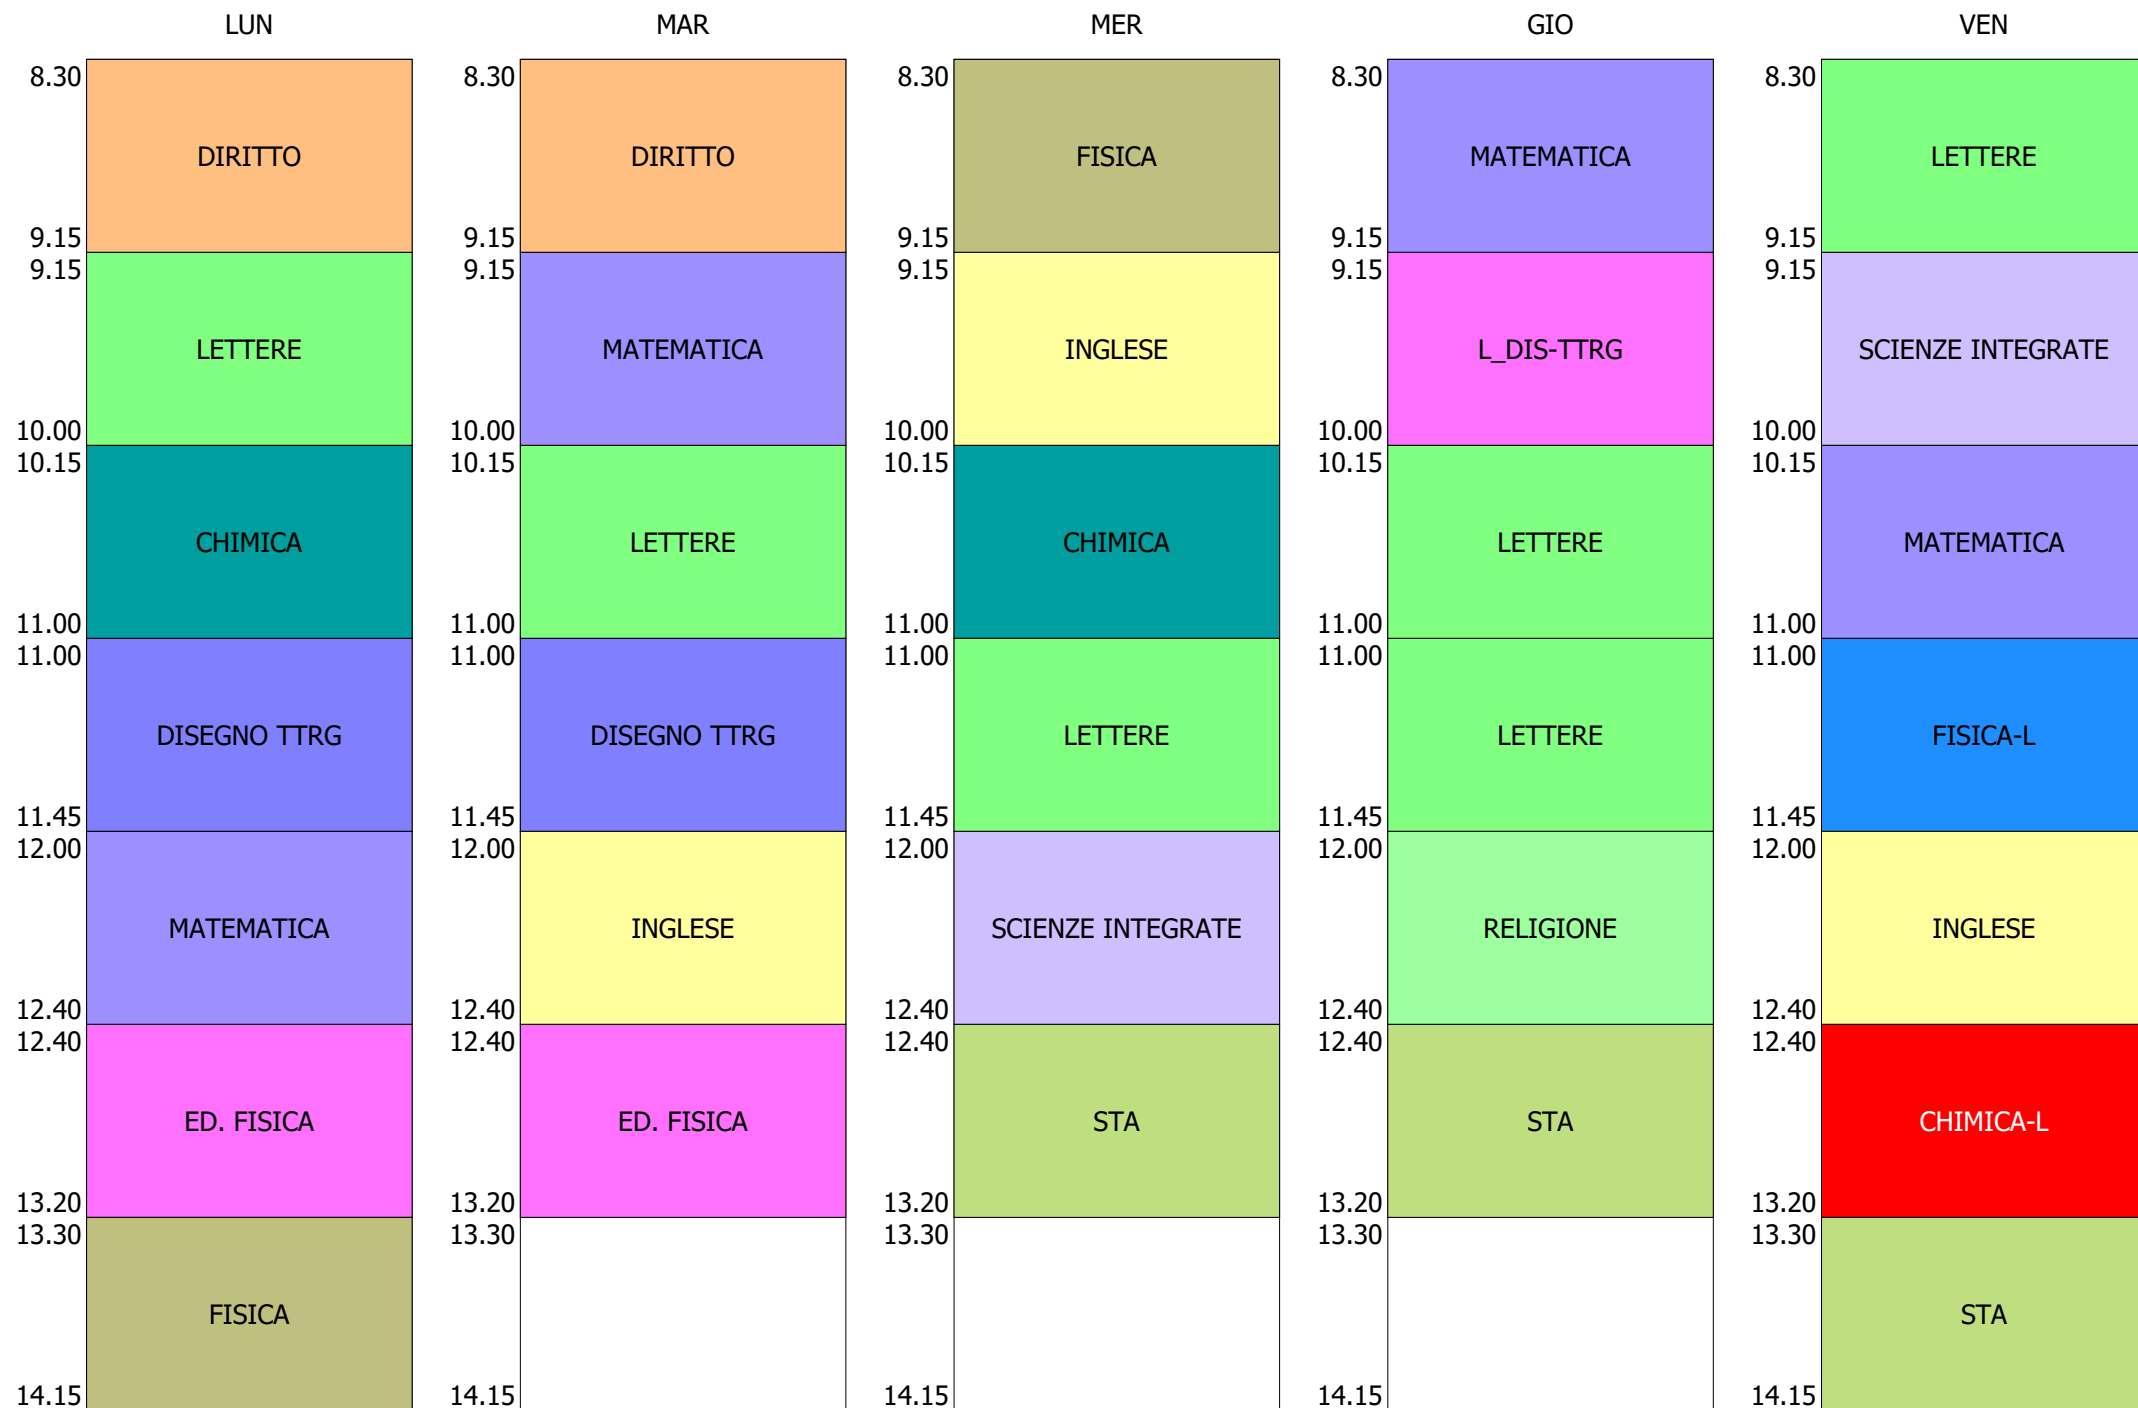 LUN MAR MER GIO VEN
8.30 8.30 8.30 8.30 8.30
DIRITTO DIRITTO FISICA MATEMATICA LETTERE
9.15 9.15 9.15 9.15 9.15
9.15 9.15 9.15 9.15 9.15
LETTERE MATEMATICA INGLESE L_DIS-TTRG SCIENZE INTEGRATE
10.00 10.00 10.00 10.00 10.00
10.15 10.15 10.15 10.15 10.15
CHIMICA LETTERE CHIMICA LETTERE MATEMATICA
11.00 11.00 11.00 11.00 11.00
11.00 11.00 11.00 11.00 11.00
DISEGNO TTRG DISEGNO TTRG LETTERE LETTERE FISICA-L
11.45 11.45 11.45 11.45 11.45
12.00 12.00 12.00 12.00 12.00
MATEMATICA INGLESE SCIENZE INTEGRATE RELIGIONE INGLESE
12.40 12.40 12.40 12.40 12.40
12.40 12.40 12.40 12.40 12.40
ED. FISICA ED. FISICA STA STA CHIMICA-L
13.20 13.20 13.20 13.20 13.20
13.30 13.30 13.30 13.30 13.30
FISICA STA
14.15 14.15 14.15 14.15 14.15